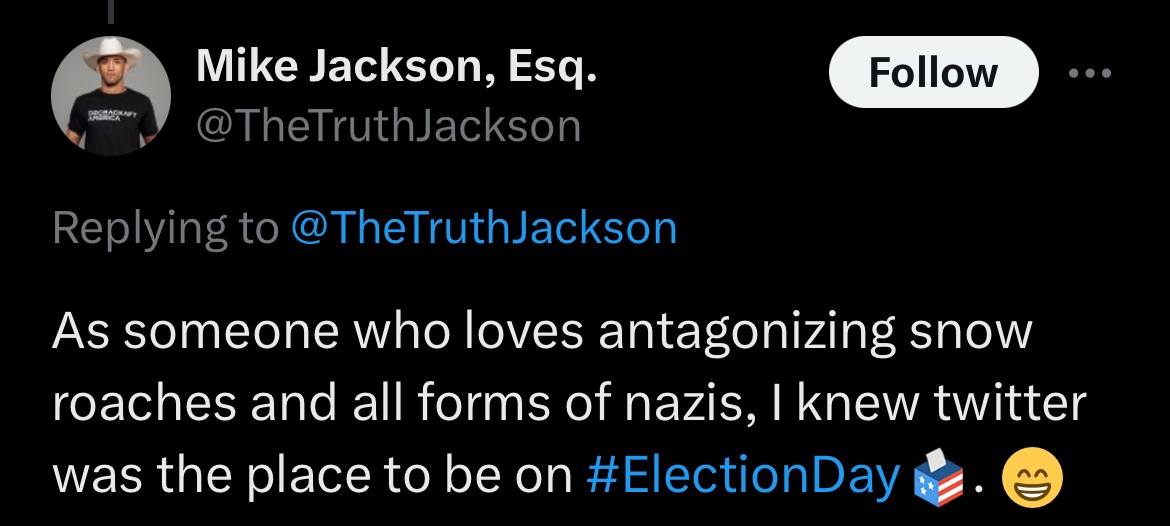 Mike Jackson, Esq.
@TheTruthJackson
Follow
Replying to @TheTruthJackson
As someone who loves antagonizing snow
roaches and all forms of nazis, I knew twitter
was the place to be on #ElectionDay🗳️. 😁